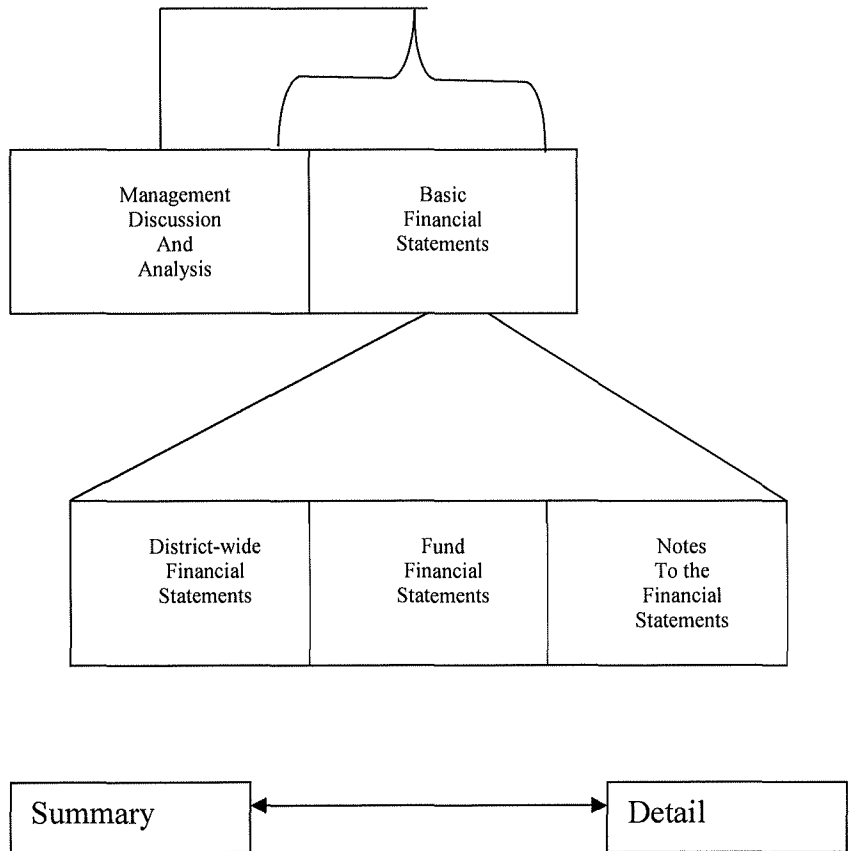 Management
Discussion
And
Analysis
Basic
Financial
Statements
District-wide
Financial
Statements
Fund
Financial
Statements
Notes
To the
Financial
Statements
Summary
Detail